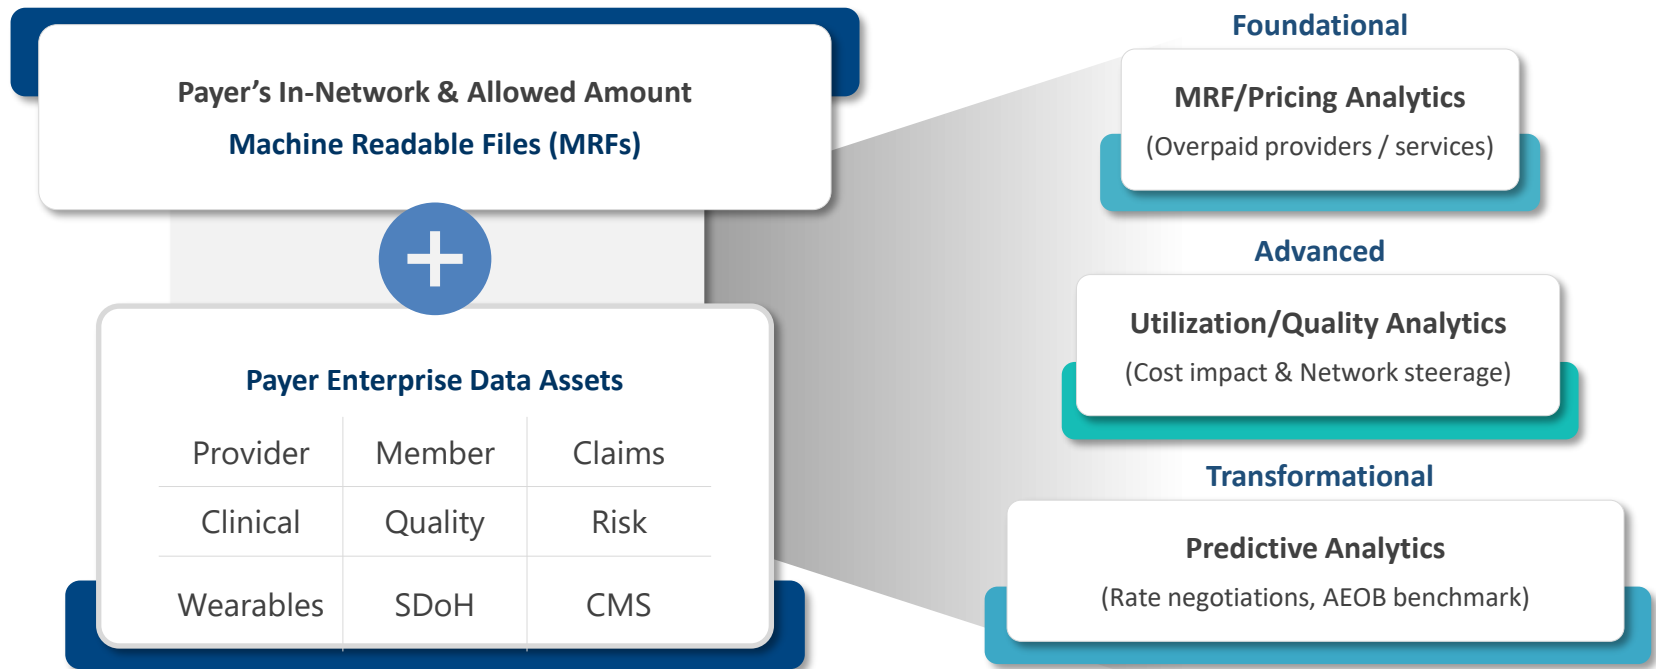 Payer’s In-Network & Allowed Amount
Machine Readable Files (MRFs)
Payer Enterprise Data Assets
Provider Member Claims
Clinical Quality Risk
Wearables SDoH CMS
Foundational
MRF/Pricing Analytics
(Overpaid providers / services)
Advanced
Utilization/Quality Analytics
(Cost impact & Network steerage)
Transformational
Predictive Analytics
(Rate negotiations, AEOB benchmark)